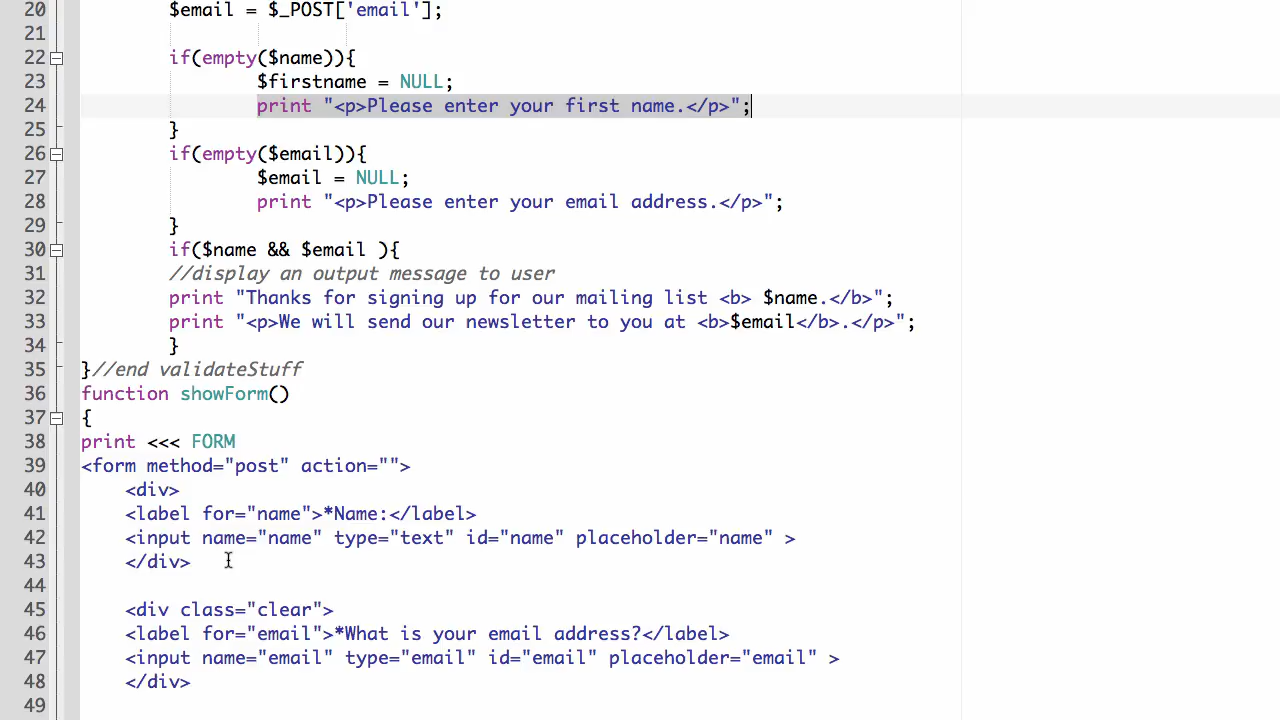 20 $email = $_POST['email'];
21
22 if(empty($name)){
23 $firstname = NULL;
24 print "<p>Please enter your first name.</p>";
25 }
26 if(empty($email)){
27 $email = NULL;
28 print "<p>Please enter your email address.</p>";
29 }
30 if($name && $email ){
31 //display an output message to user
32 print "Thanks for signing up for our mailing list <b> $name.</b>";
33 print "<p>We will send our newsletter to you at <b>$email</b>.</p>";
34 }
35 }//end validateStuff
36 function showForm()
37 {
38 print <<< FORM
39 <form method="post" action="">
40 <div>
41 <label for="name">*Name:</label>
42 <input name="name" type="text" id="name" placeholder="name" >
43 </div>
44
45 <div class="clear">
46 <label for="email">*What is your email address?</label>
47 <input name="email" type="email" id="email" placeholder="email" >
48 </div>
49